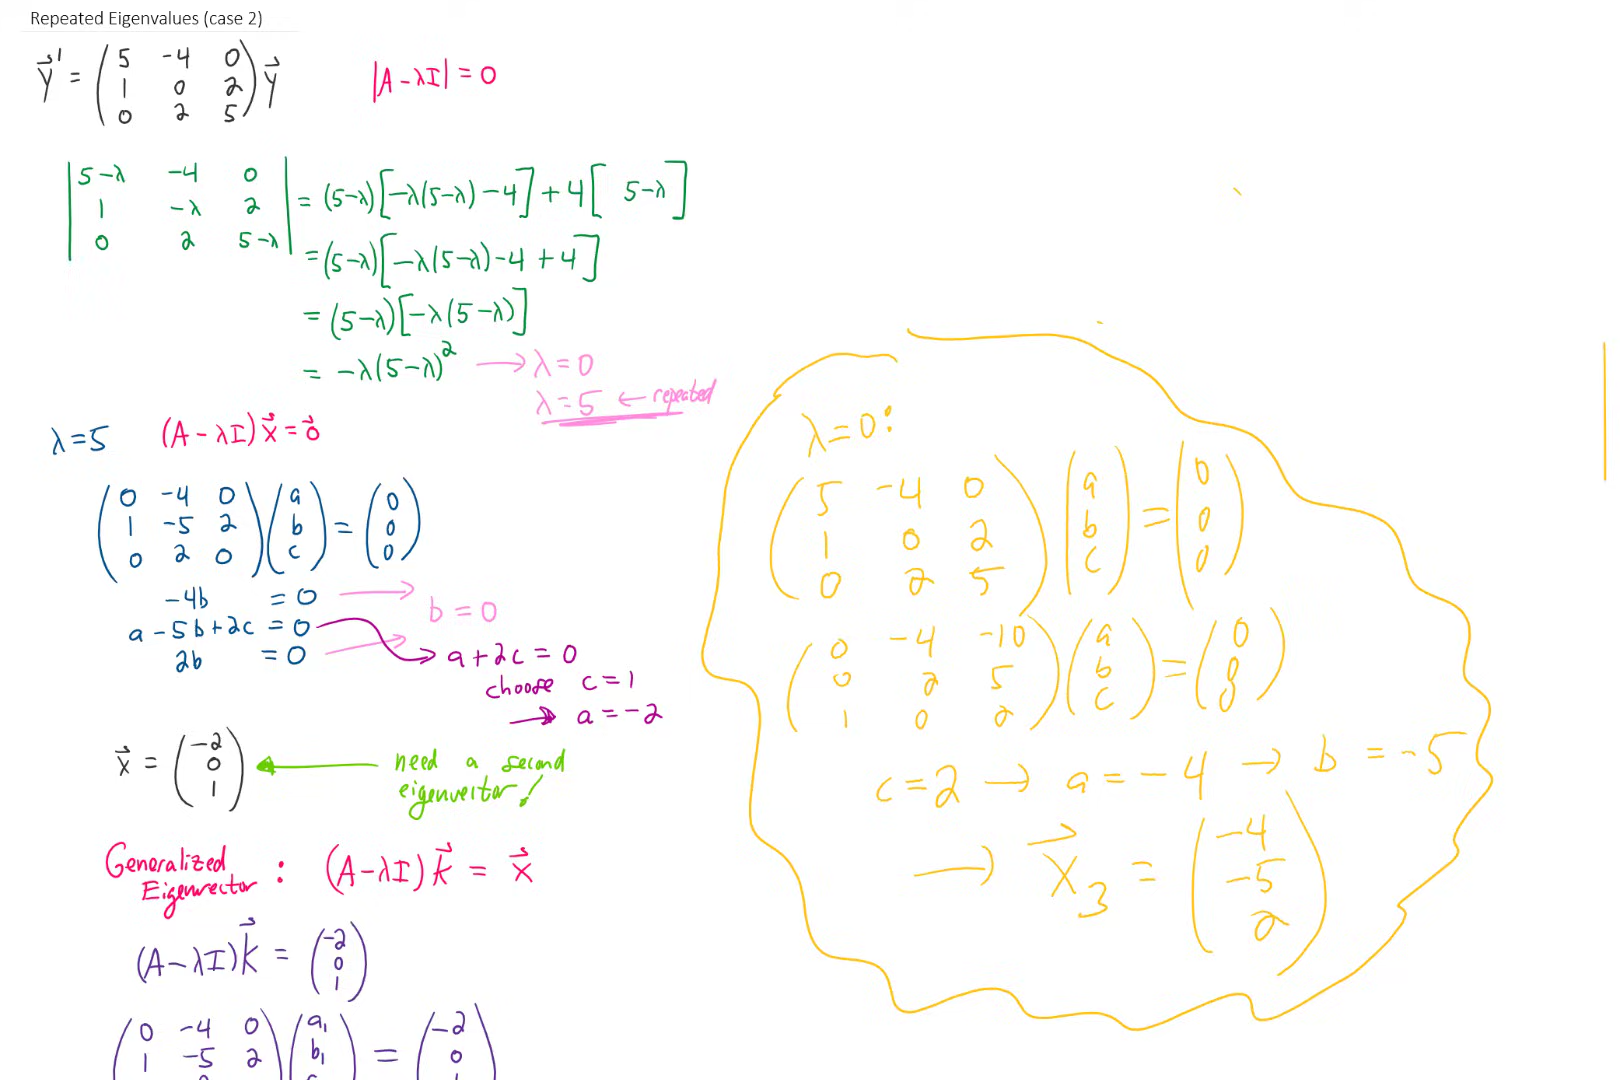 Repeated Eigenvalues (case 2)
y⃗' = (5 -4 0; 1 0 2; 0 2 5) y⃗
|A - λI| = 0
|5-λ -4 0; 1 -λ 2; 0 2 5-λ| = (5-λ)[-λ(5-λ) - 4] + 4[ 5-λ]
= (5-λ)[-λ(5-λ) - 4 + 4]
= (5-λ)[-λ(5-λ)]
= -λ(5-λ)² → λ = 0
λ = 5 ← repeated
λ = 5 (A - λI) x⃗ = 0⃗
(0 -4 0; 1 -5 2; 0 2 0)(a; b; c) = (0; 0; 0)
-4b = 0 →
a - 5b + 2c = 0 →
2b = 0 →
b = 0
a + 2c = 0
choose c = 1
→ a = -2
x⃗ = (-2; 0; 1) ← need a second
eigenvector!
Generalized
Eigenvector : (A - λI) k⃗ = x⃗
(A - λI) k⃗ = (-2; 0; 1)
(0 -4 0; 1 -5 2;
(a₁; b₁;
= (-2; 0;
λ = 0:
(5 -4 0; 1 0 2; 0 2 5)(a; b; c) = (0; 0; 0)
(0 -4 -10; 0 2 5; 1 0 2)(a; b; c) = (0; 0; 0)
c = 2 → a = -4 → b = -5
→ x⃗₃ = (-4; -5; 2)